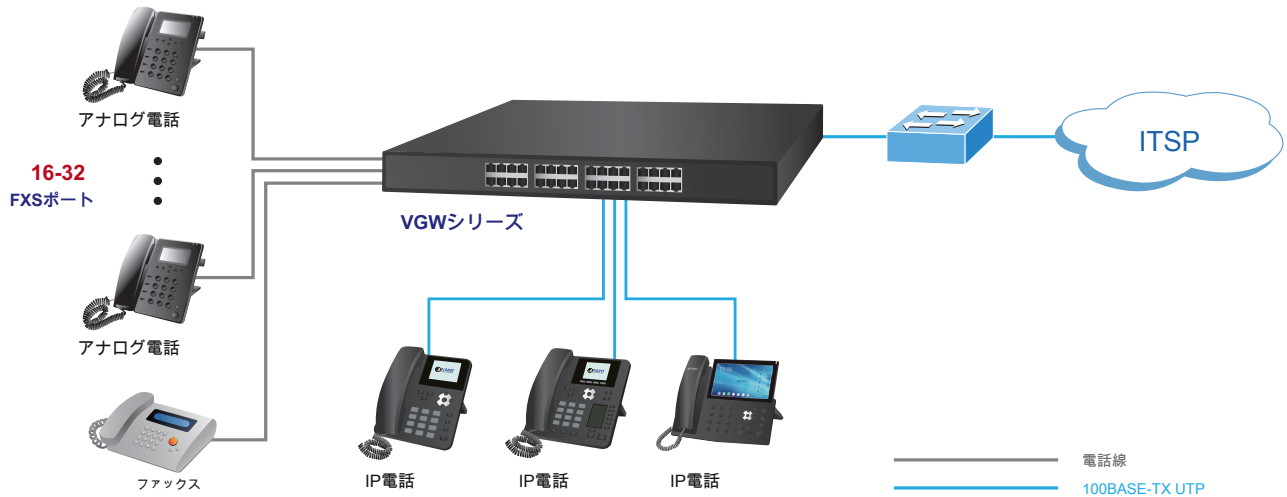 アナログ電話
16-32
FXSポート
アナログ電話
ファックス
VGWシリーズ
ITSP
IP電話
IP電話
IP電話
電話線
100BASE-TX UTP